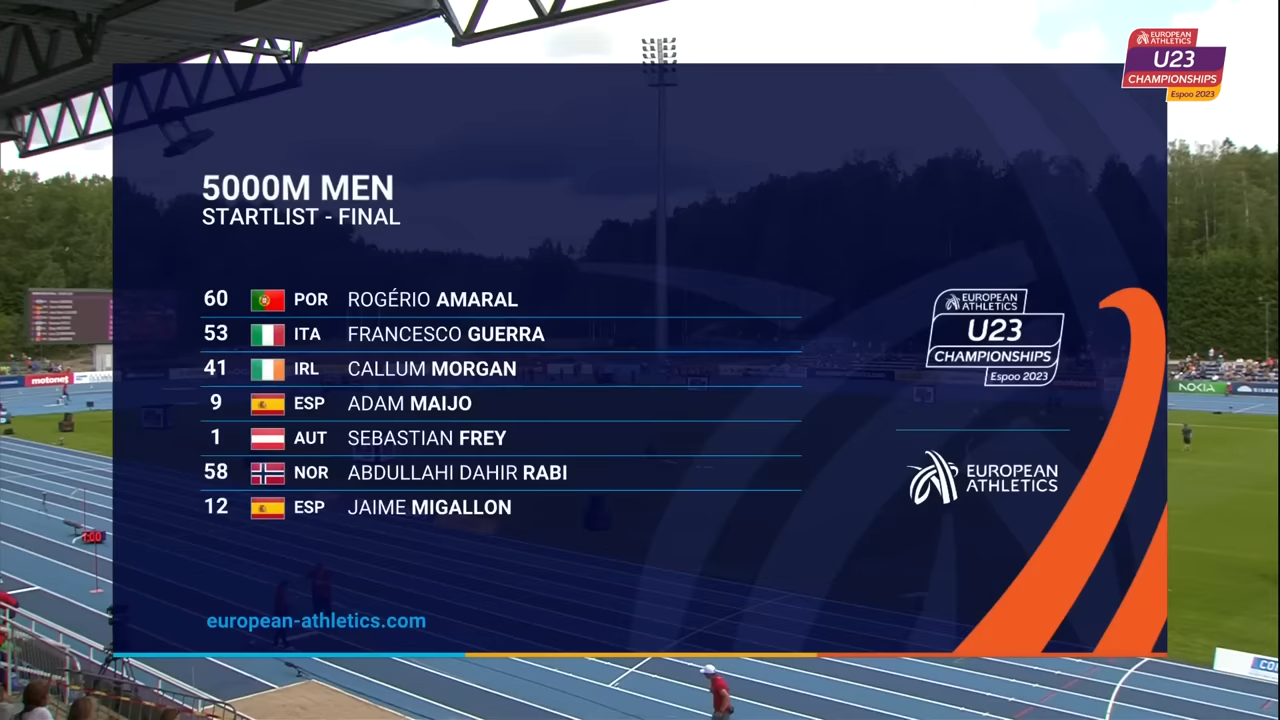 EUROPEAN
ATHLETICS
U23
CHAMPIONSHIPS
Espoo 2023
5000M MEN
STARTLIST - FINAL
60 POR ROGÉRIO AMARAL
53 ITA FRANCESCO GUERRA
41 IRL CALLUM MORGAN
9 ESP ADAM MAIJO
1 AUT SEBASTIAN FREY
58 NOR ABDULLAHI DAHIR RABI
12 ESP JAIME MIGALLON
EUROPEAN
ATHLETICS
U23
CHAMPIONSHIPS
Espoo 2023
EUROPEAN
ATHLETICS
european-athletics.com
motonet
NOKIA